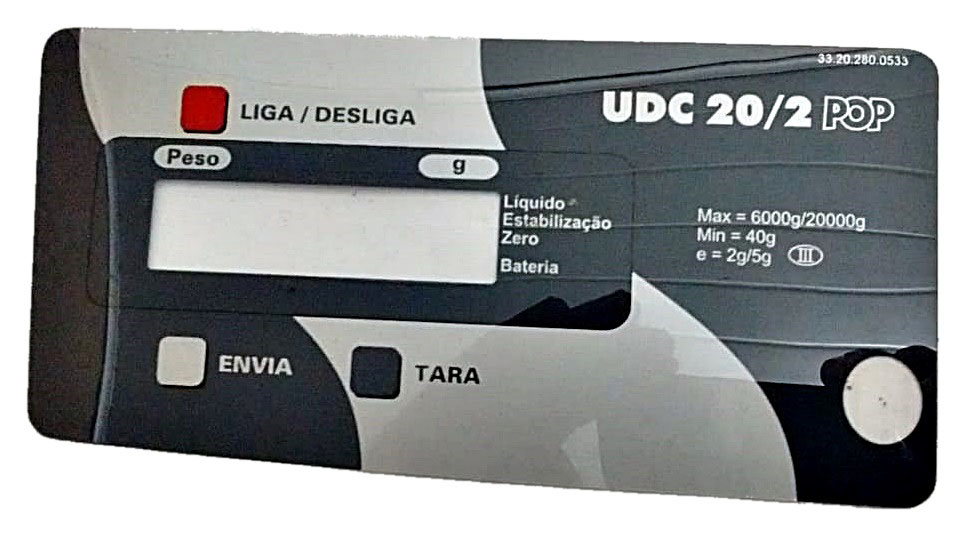 33.20.280.0533
UDC 20/2 POP
LIGA / DESLIGA
Peso
g
Líquido
Estabilização
Zero
Bateria
Max = 6000g/20000g
Min = 40g
e = 2g/5g III
ENVIA
TARA